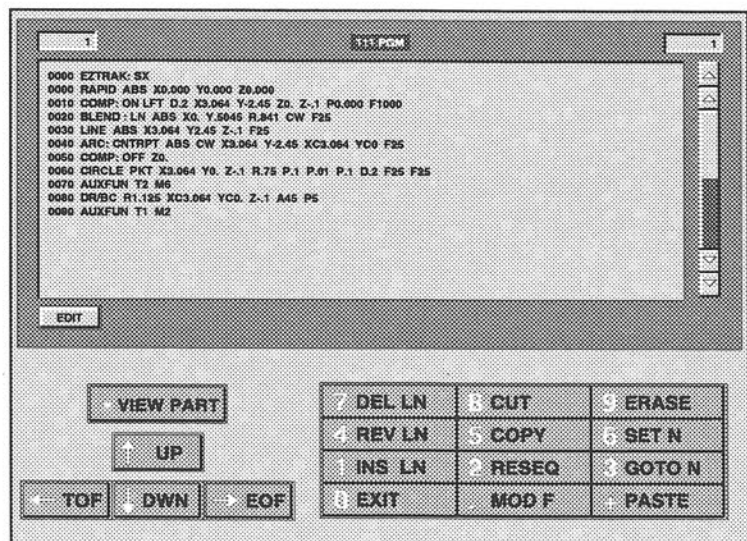 1 111 PGM 1
0000 EZTRAK: SX
0000 RAPID ABS X0.000 Y0.000 Z0.000
0010 COMP: ON LFT D.2 X3.064 Y-2.45 Z0. Z-.1 P0.000 F1000
0020 BLEND : LN ABS X0. Y.5045 R.841 CW F25
0030 LINE ABS X3.064 Y2.45 Z-.1 F25
0040 ARC: CNTRPT ABS CW X3.064 Y-2.45 XC3.064 YC0 F25
0050 COMP: OFF Z0.
0060 CIRCLE PKT X3.064 Y0. Z-.1 R.75 P.1 P.01 P.1 D.2 F25 F25
0070 AUXFUN T2 M6
0080 DR/BC R1.125 XC3.064 YC0. Z-.1 A45 P5
0090 AUXFUN T1 M2
EDIT
VIEW PART
UP
TOF DWN EOF
7 DEL LN 8 CUT 9 ERASE
4 REV LN 5 COPY 6 SET N
1 INS LN 2 RESEQ 3 GOTO N
0 EXIT . MOD F + PASTE